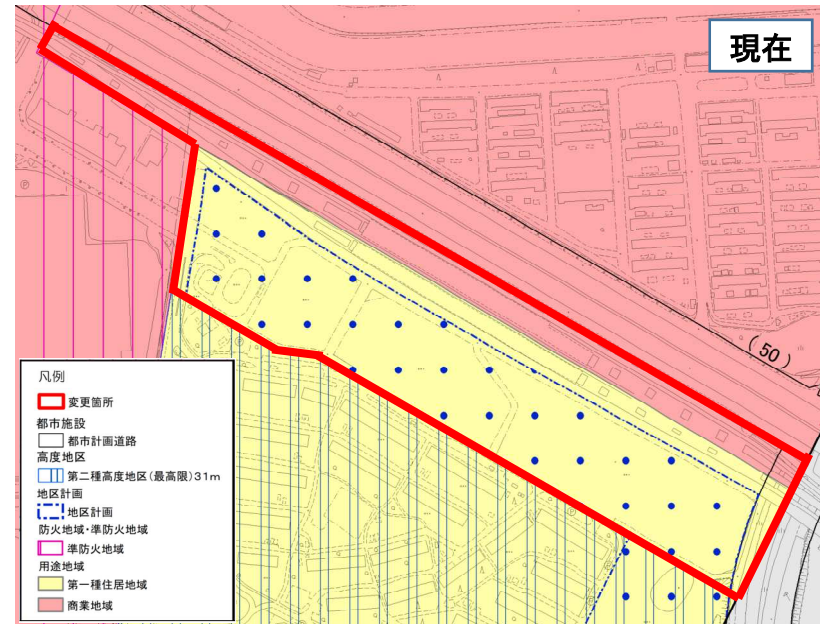 現在
(50)
凡例
変更箇所
都市施設
都市計画道路
高度地区
第二種高度地区(最高限)31m
地区計画
地区計画
防火地域・準防火地域
準防火地域
用途地域
第一種住居地域
商業地域